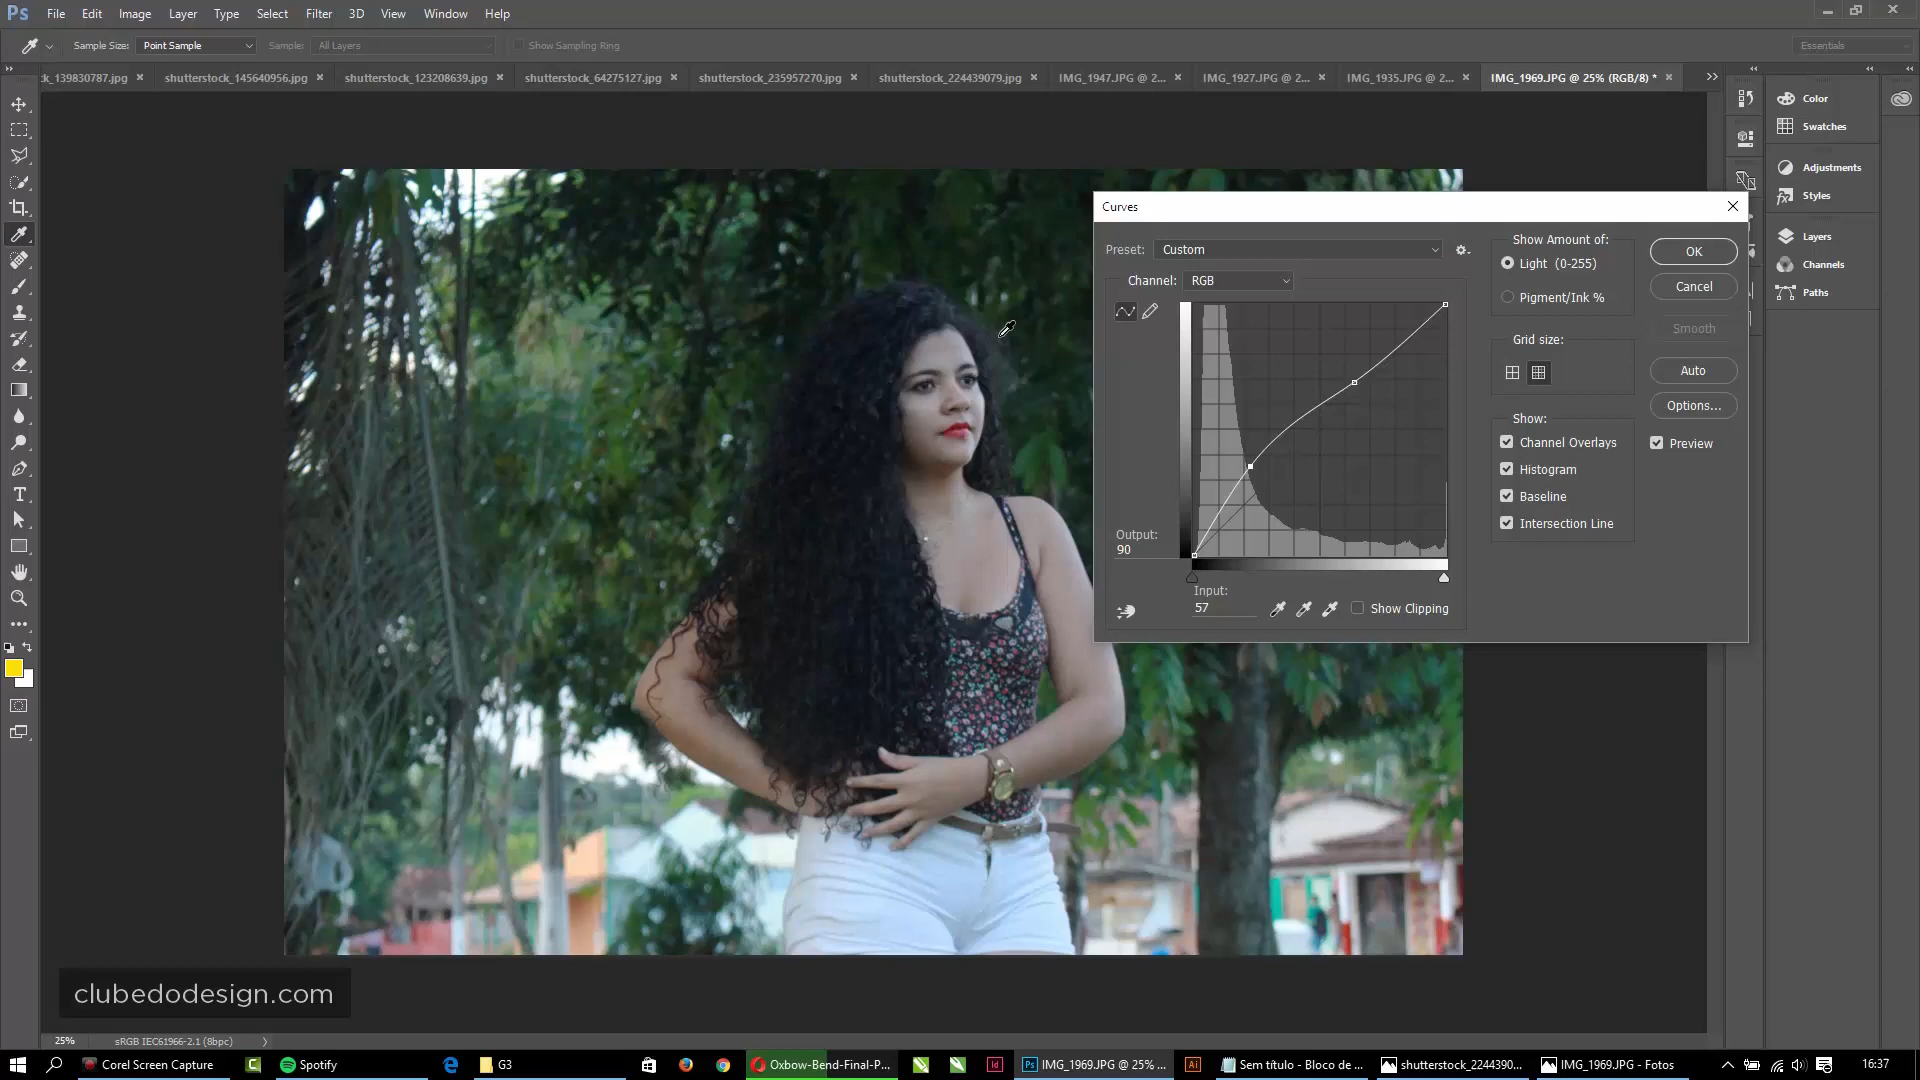 Ps File Edit Image Layer Type Select Filter 3D View Window Help
Sample Size: Point Sample Sample: All Layers Show Sampling Ring Essentials
ck_139830787.jpg shutterstock_145640956.jpg shutterstock_123208639.jpg shutterstock_64275127.jpg shutterstock_235957270.jpg shutterstock_224439079.jpg IMG_1947.JPG @ 2... IMG_1927.JPG @ 2... IMG_1935.JPG @ 2... IMG_1969.JPG @ 25% (RGB/8) *
Color
Swatches
Adjustments
Styles
Layers
Channels
Paths
Curves
Preset: Custom
Channel: RGB
Output:
90
Input:
57
Show Clipping
Show Amount of:
Light (0-255)
Pigment/Ink %
Grid size:
Show:
Channel Overlays
Histogram
Baseline
Intersection Line
OK
Cancel
Smooth
Auto
Options...
Preview
clubedodesign.com
25% sRGB IEC61966-2.1 (8bpc)
Corel Screen Capture Spotify G3 Oxbow-Bend-Final-P... Id Ps IMG_1969.JPG @ 25% ... Ai Sem título - Bloco de ... shutterstock_2244390... IMG_1969.JPG - Fotos 16:37